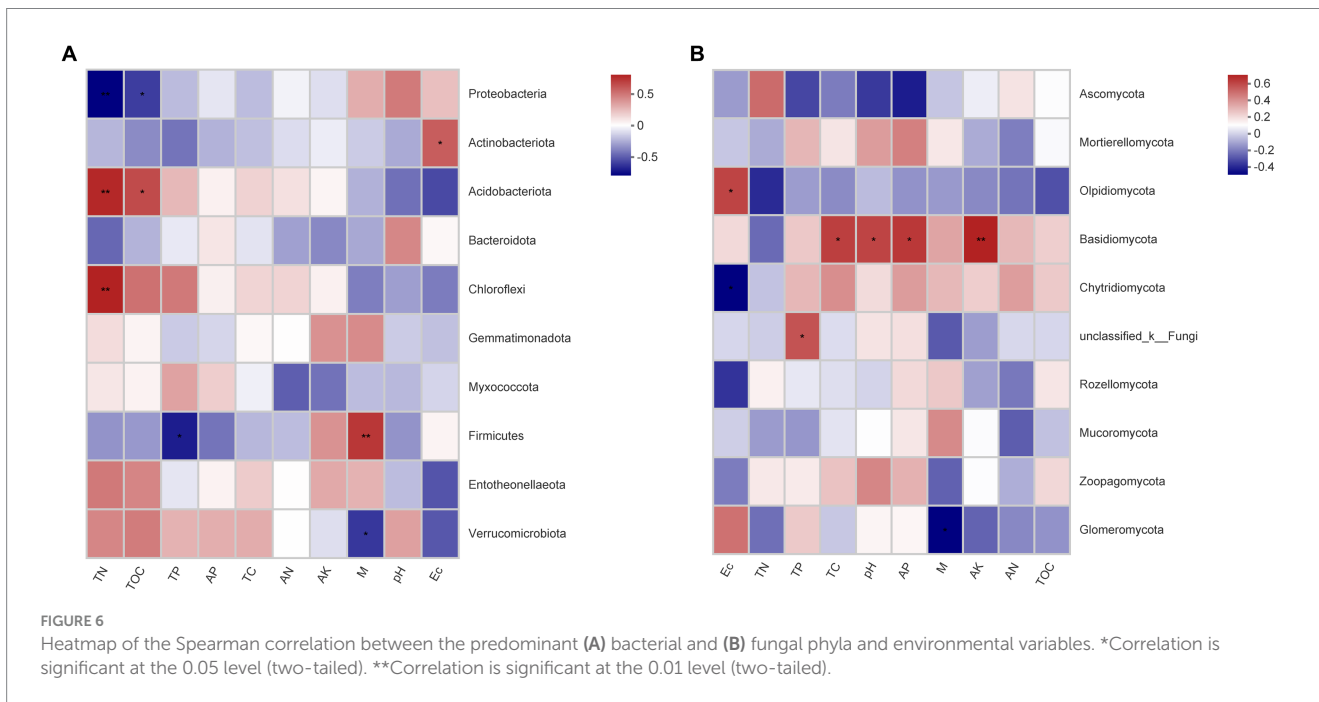 A
B
** * Proteobacteria
* Actinobacteriota
** * Acidobacteriota
Bacteroidota
** Chloroflexi
Gemmatimonadota
Myxococcota
* ** Firmicutes
Entotheonellaeota
* Verrucomicrobiota
TN TOC TP AP TC AN AK M pH Ec
0.5
0
-0.5
Ascomycota
Mortierellomycota
* Olpidiomycota
* * * ** Basidiomycota
* Chytridiomycota
* unclassified_k__Fungi
Rozellomycota
Mucoromycota
Zoopagomycota
* Glomeromycota
Ec TN TP TC pH AP M AK AN TOC
0.6
0.4
0.2
0
-0.2
-0.4
FIGURE 6
Heatmap of the Spearman correlation between the predominant (A) bacterial and (B) fungal phyla and environmental variables. *Correlation is
significant at the 0.05 level (two-tailed). **Correlation is significant at the 0.01 level (two-tailed).